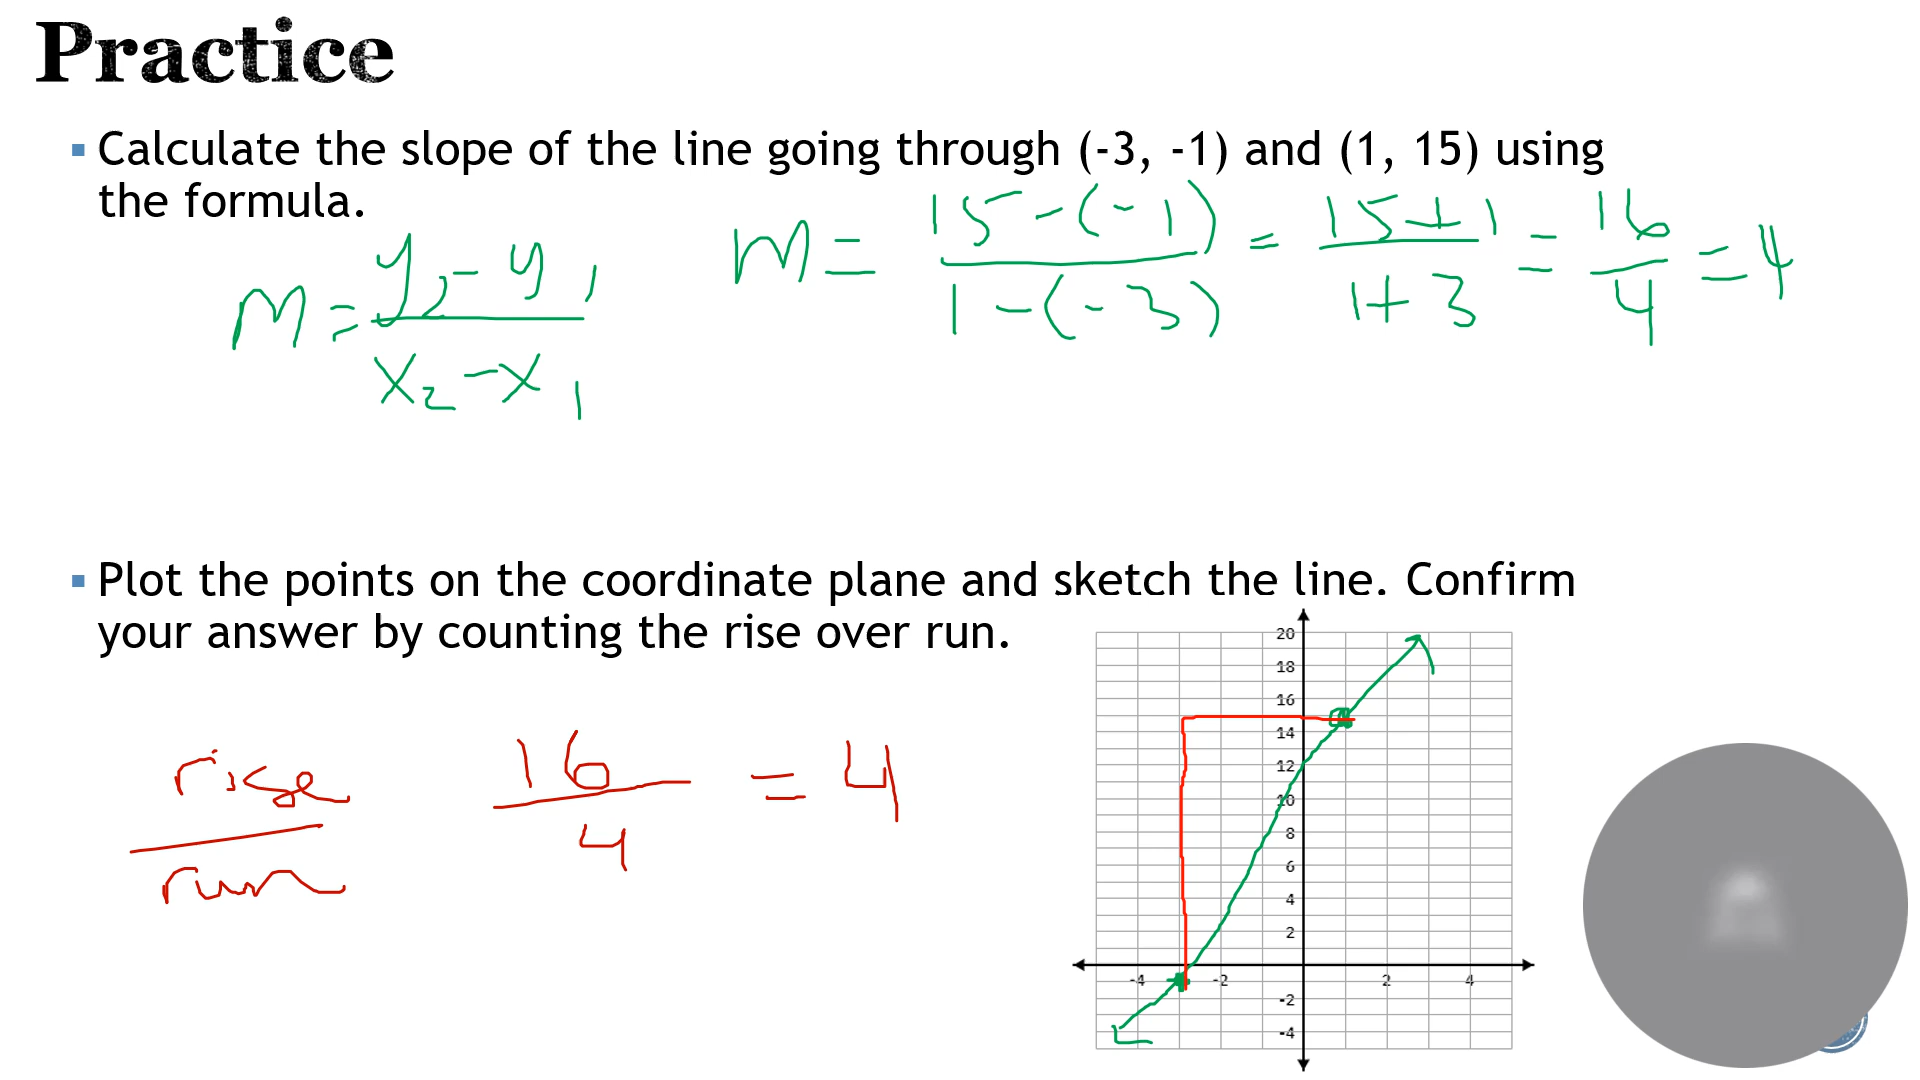 Practice
▪ Calculate the slope of the line going through (-3, -1) and (1, 15) using
the formula.
m = (y₂ - y₁)/(x₂ - x₁)
m = (15 - (-1))/(1 - (-3)) = (15 + 1)/(1 + 3) = 16/4 = 4
▪ Plot the points on the coordinate plane and sketch the line. Confirm
your answer by counting the rise over run.
rise/run
16/4 = 4
20
18
16
14
12
10
8
6
4
2
-4 -2 2 4
-2
-4